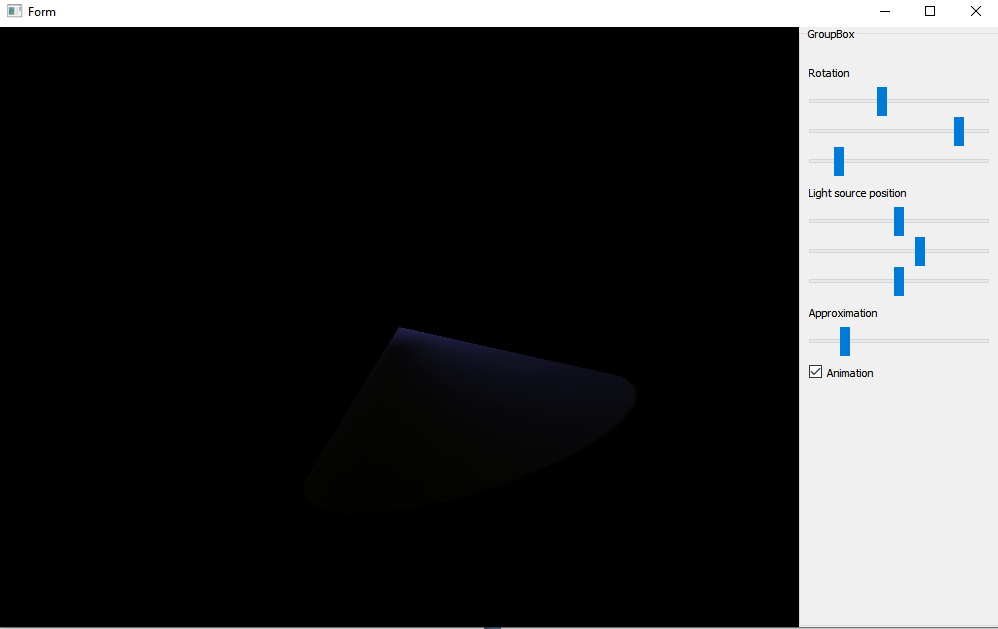 Form
GroupBox
Rotation
Light source position
Approximation
Animation